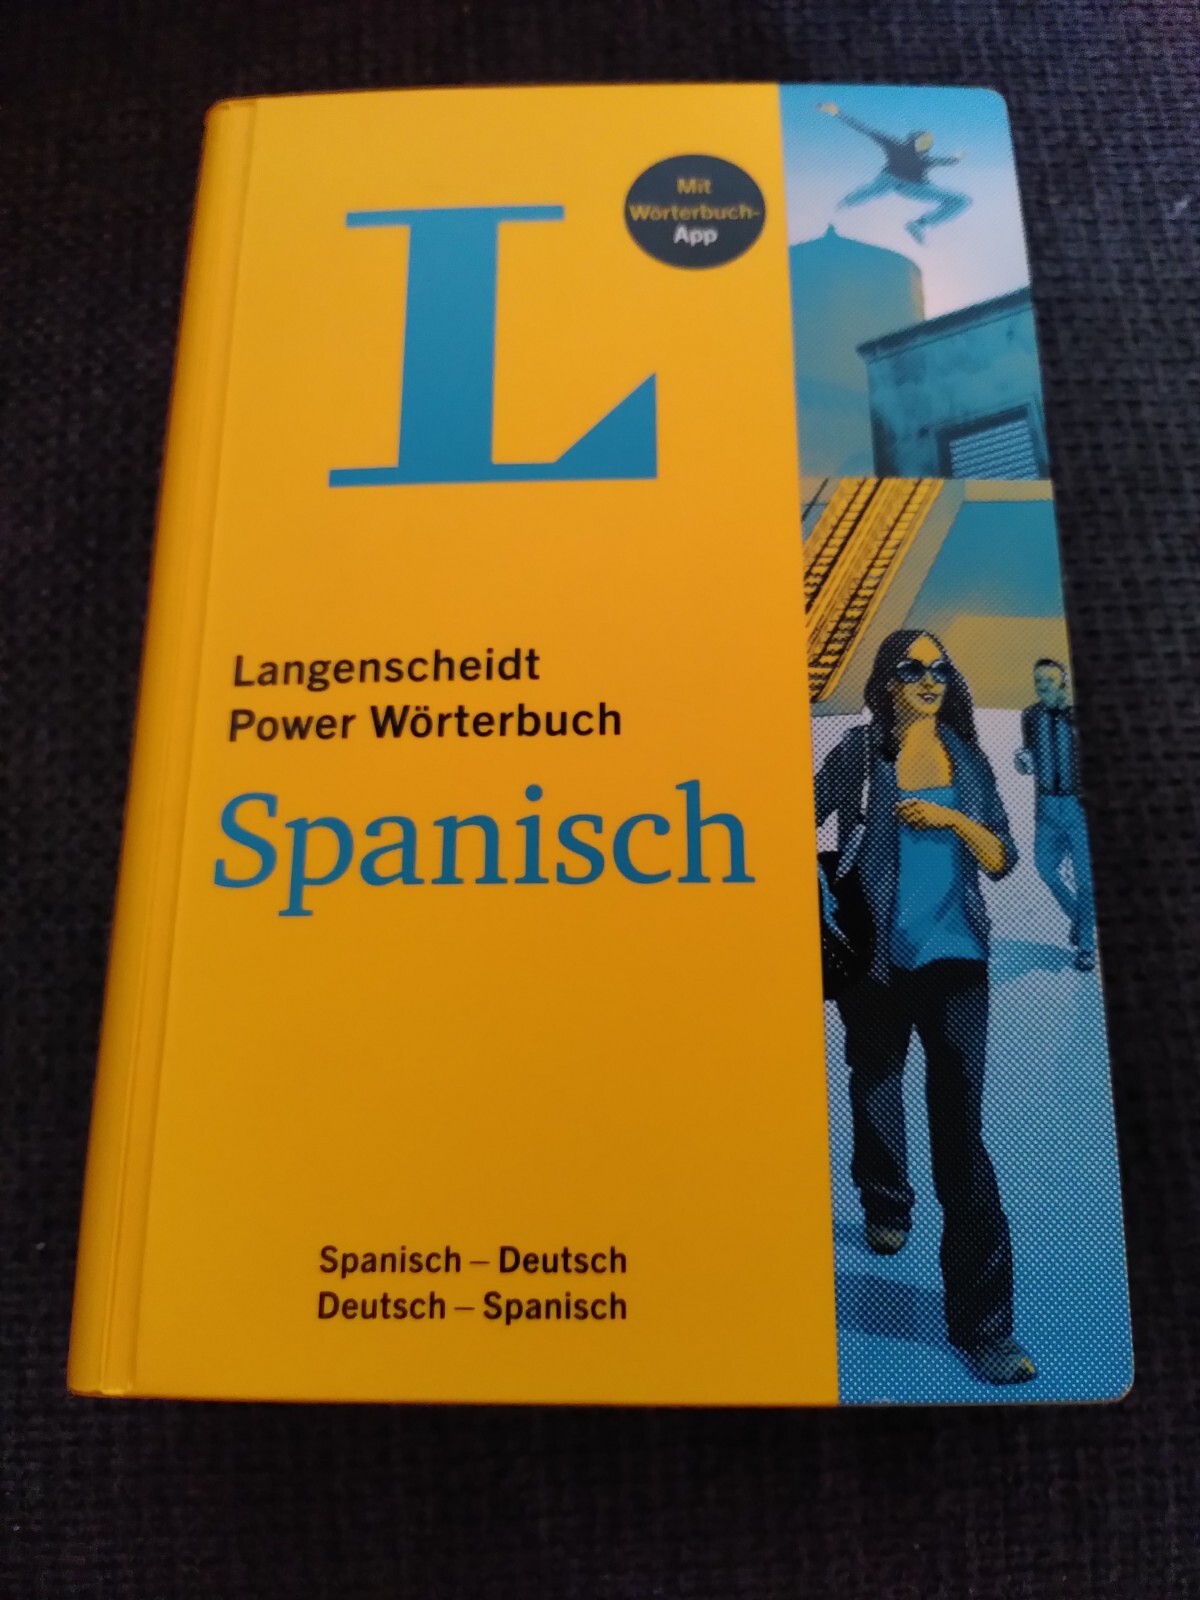 L
Mit
Wörterbuch-
App
Langenscheidt
Power Wörterbuch
Spanisch
Spanisch – Deutsch
Deutsch – Spanisch